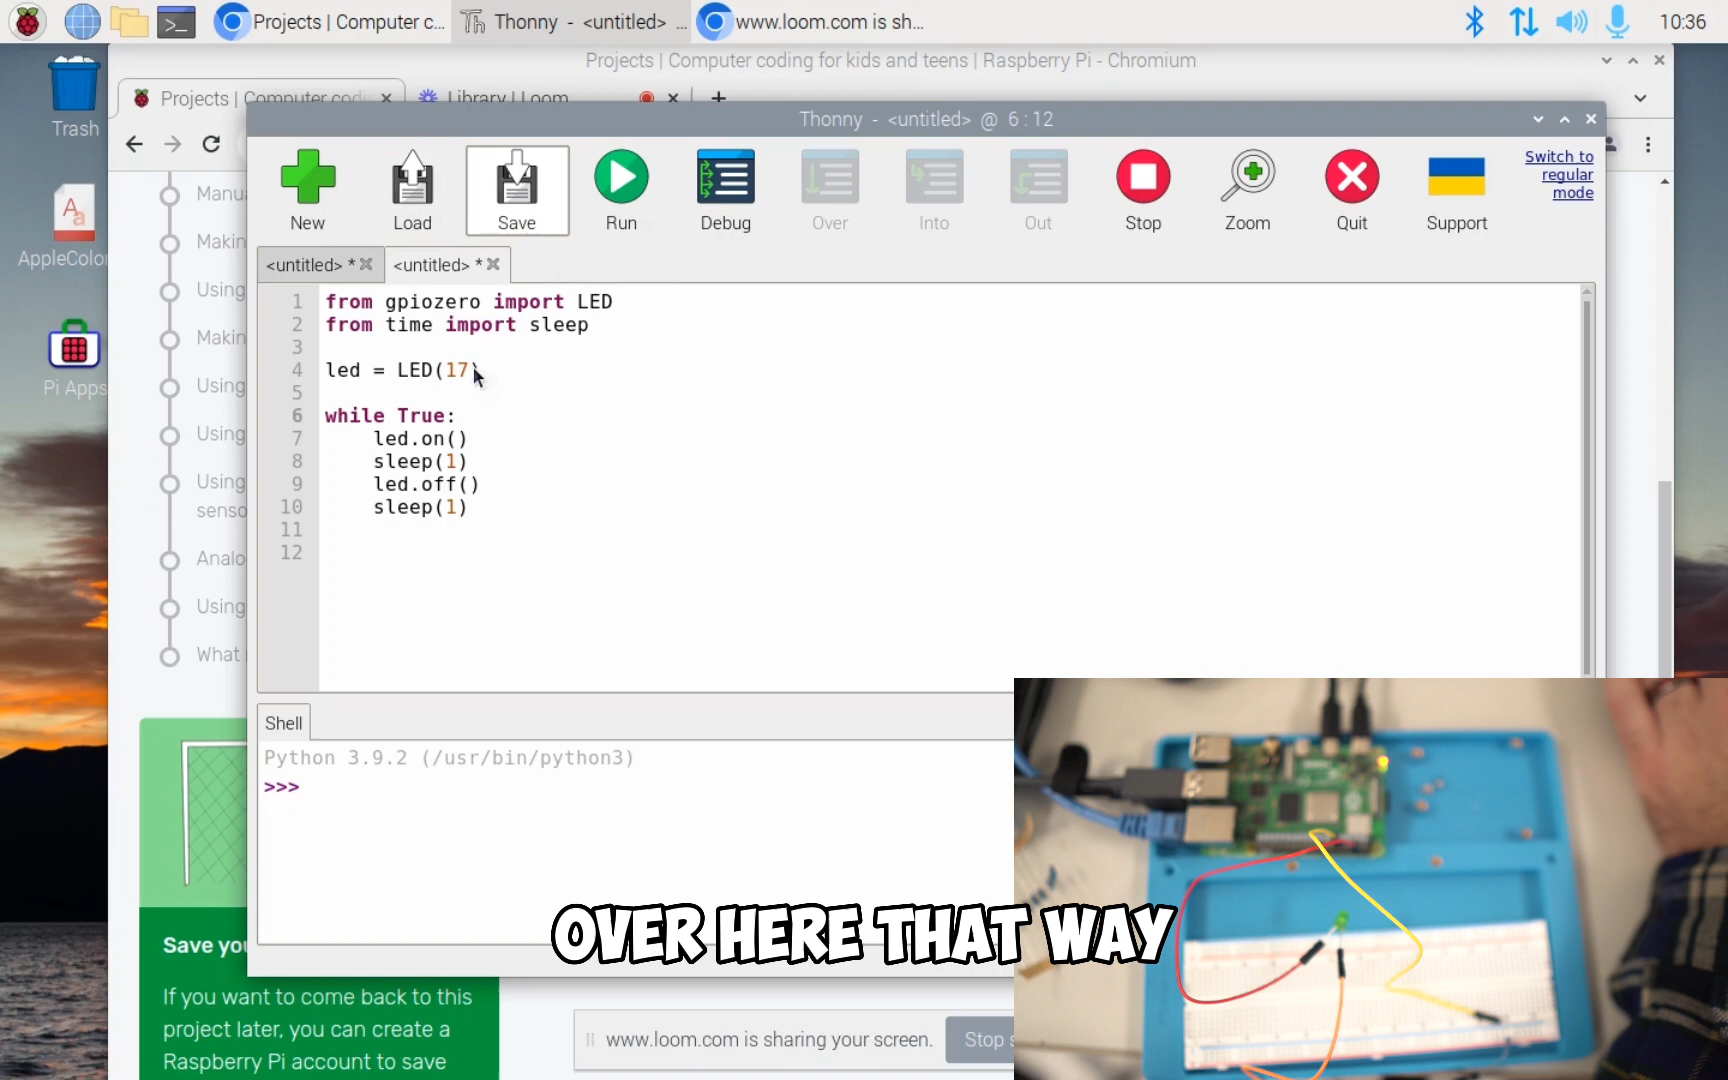 Projects | Computer c...
Thonny - <untitled> ...
www.loom.com is sh...
10:36
Projects | Computer coding for kids and teens | Raspberry Pi - Chromium
Trash
Projects | Computer codi
Library | Loom
Thonny - <untitled> @ 6 : 12
New
Load
Save
Run
Debug
Over
Into
Out
Stop
Zoom
Quit
Support
Switch to
regular
mode
AppleColor
Pi Apps
Manu
Makin
Using
Makin
Using
Using
Using
senso
Analo
Using
What
<untitled> *
<untitled> *
1 from gpiozero import LED
2 from time import sleep
3
4 led = LED(17)
5
6 while True:
7 led.on()
8 sleep(1)
9 led.off()
10 sleep(1)
11
12
Shell
Python 3.9.2 (/usr/bin/python3)
>>>
OVER HERE THAT WAY
Save you
If you want to come back to this
project later, you can create a
Raspberry Pi account to save
www.loom.com is sharing your screen.
Stop s